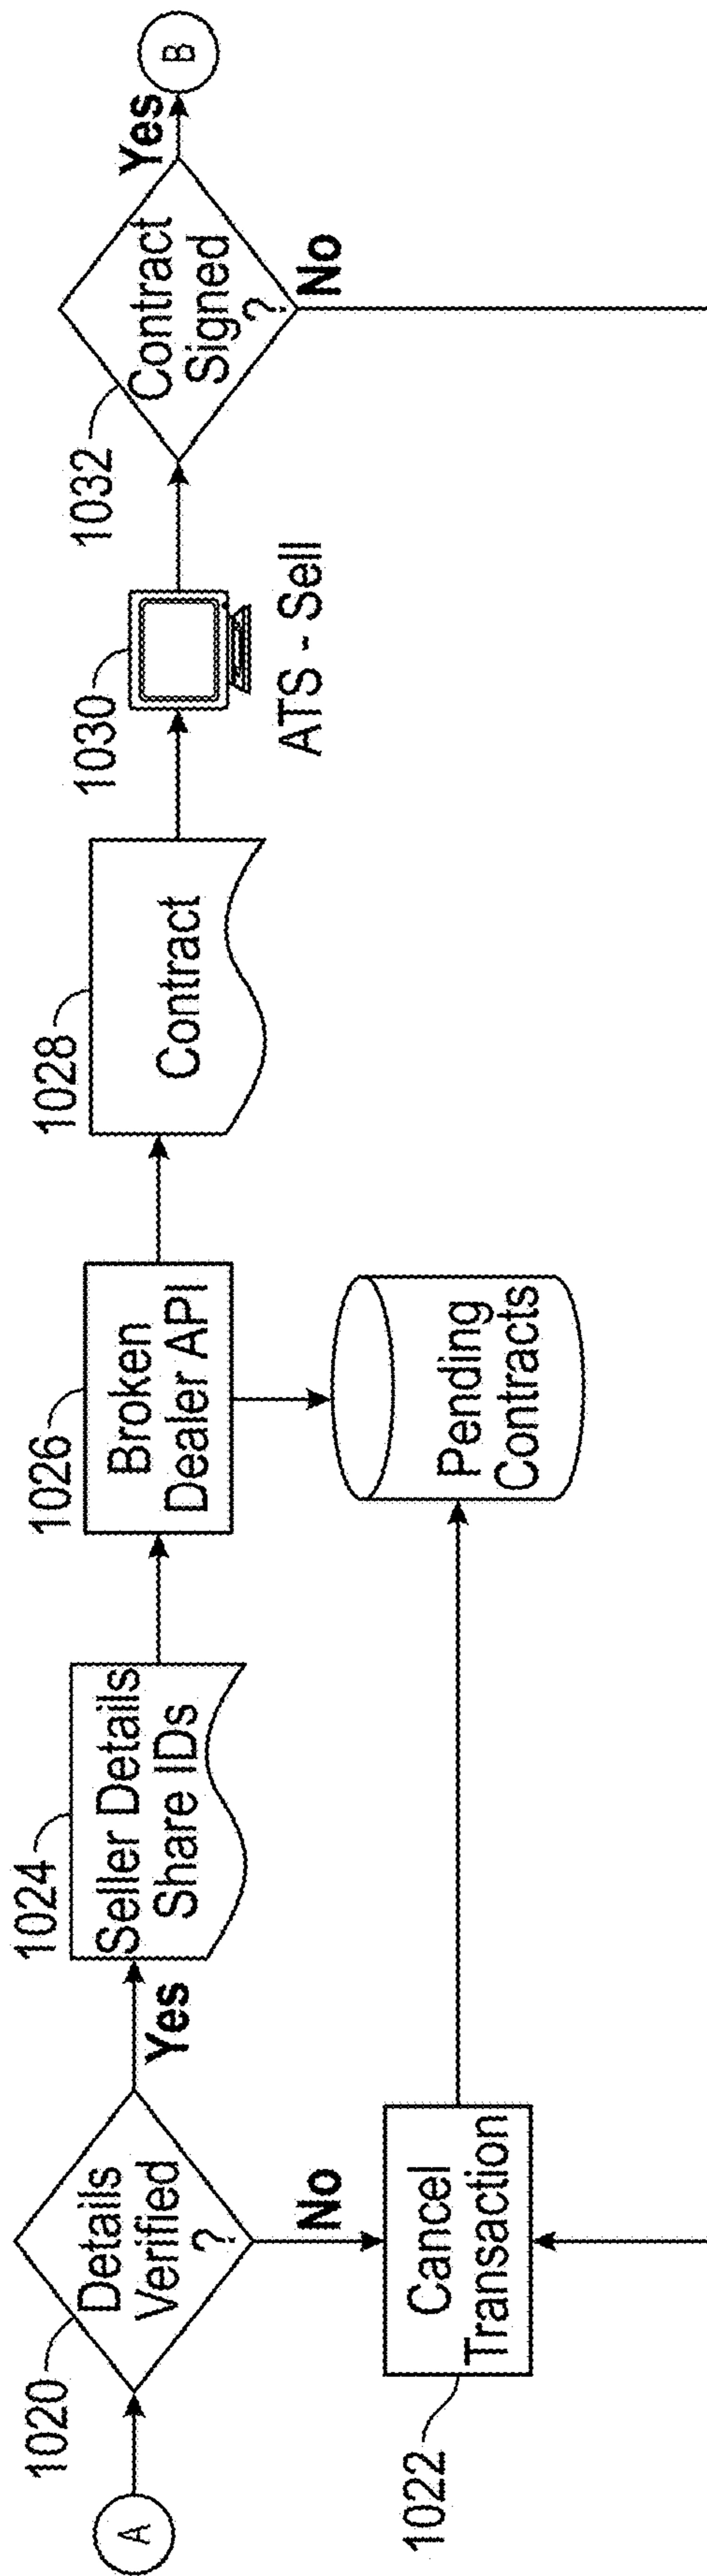 A
1020
Details
Verified
?
Yes
No
1022
Cancel
Transaction
1024
Seller Details
Share IDs
1026
Broken
Dealer API
Pending
Contracts
1028
Contract
1030
ATS - Sell
1032
Contract
Signed
?
Yes
No
B